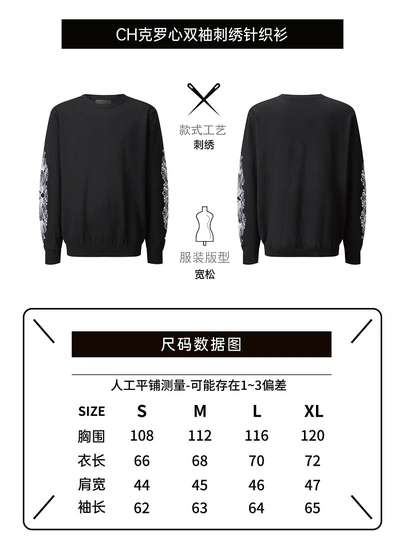 CH克罗心双袖刺绣针织衫
款式工艺
刺绣
服装版型
宽松
尺码数据图
人工平铺测量-可能存在1~3偏差
SIZE S M L XL
胸围 108 112 116 120
衣长 66 68 70 72
肩宽 44 45 46 47
袖长 62 63 64 65